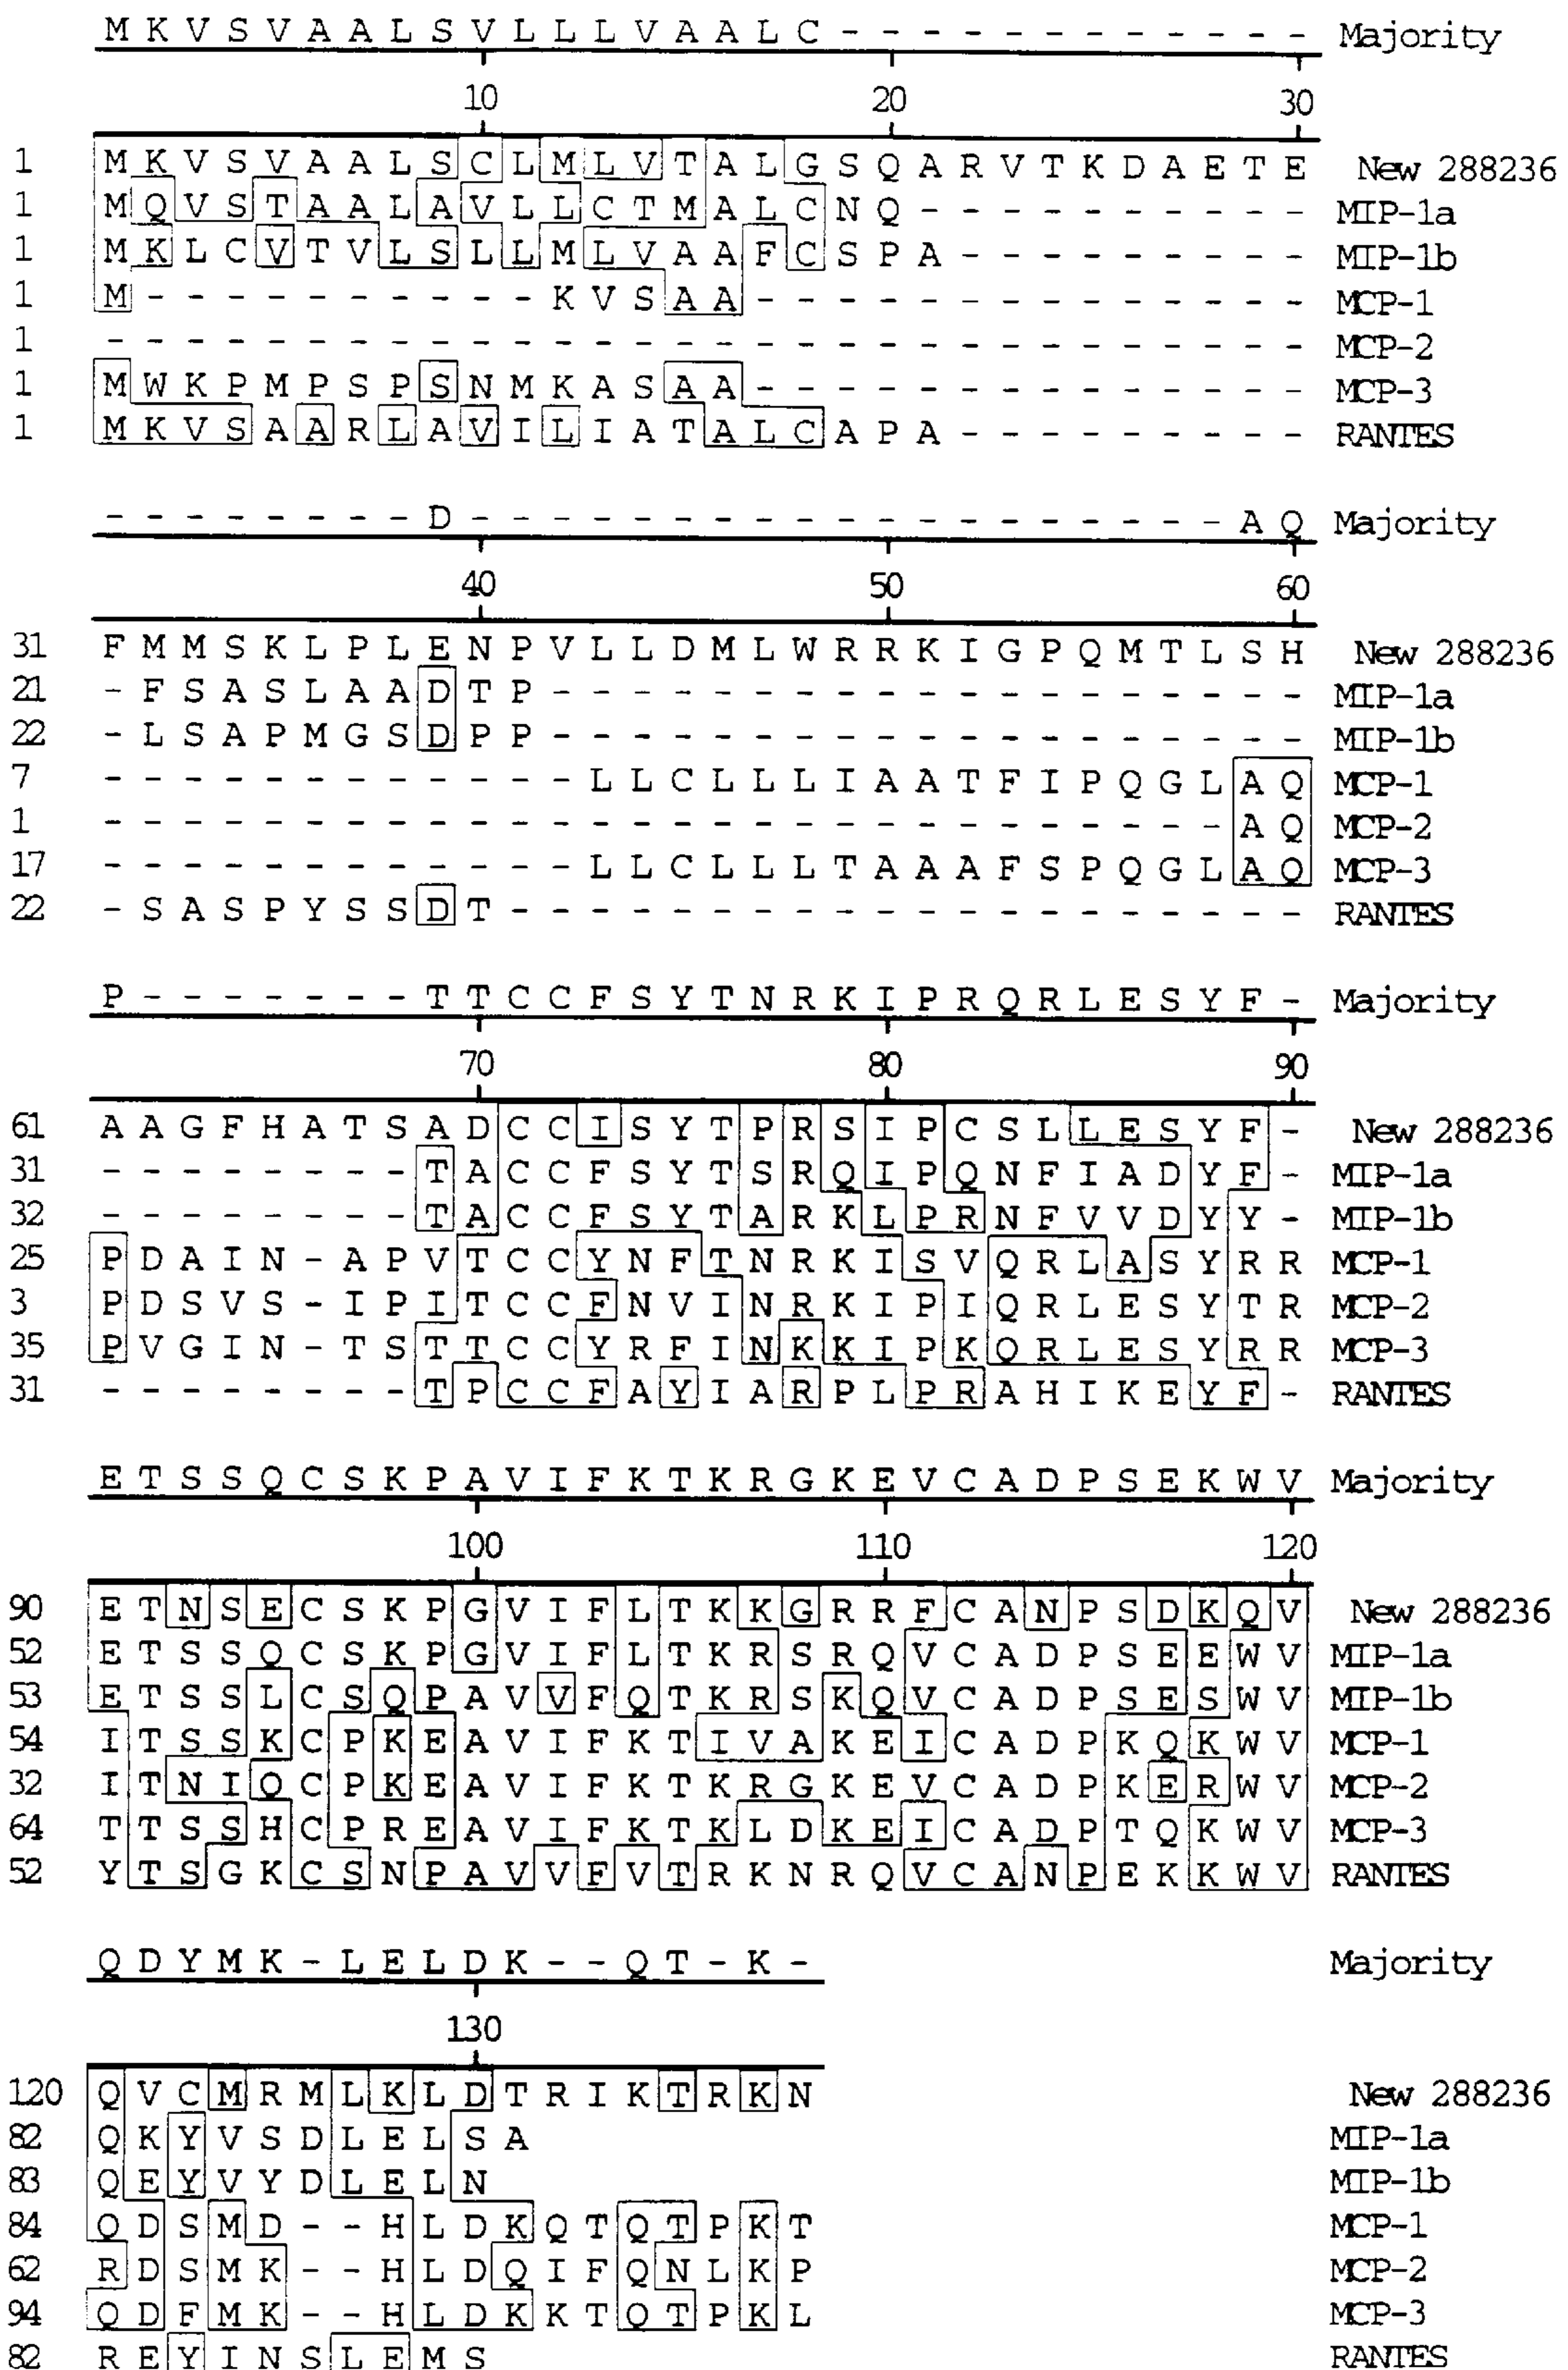 M K V S V A A L S V L L L V A A L C - - - - - - - - - - - - Majority
10 20 30
1 M K V S V A A L S C L M L V T A L G S Q A R V T K D A E T E New 288236
1 M Q V S T A A L A V L L C T M A L C N Q - - - - - - - - - - MIP-1a
1 M K L C V T V L S L L M L V A A F C S P A - - - - - - - - - MIP-1b
1 M - - - - - - - - - - K V S A A - - - - - - - - - - - - - - MCP-1
1 - - - - - - - - - - - - - - - - - - - - - - - - - - - - - - MCP-2
1 M W K P M P S P S N M K A S A A - - - - - - - - - - - - - - MCP-3
1 M K V S A A R L A V I L I A T A L C A P A - - - - - - - - - RANTES
- - - - - - - - D - - - - - - - - - - - - - - - - - - - A Q Majority
40 50 60
31 F M M S K L P L E N P V L L D M L W R R K I G P Q M T L S H New 288236
21 - F S A S L A A D T P - - - - - - - - - - - - - - - - - - - MIP-1a
22 - L S A P M G S D P P - - - - - - - - - - - - - - - - - - - MIP-1b
7 - - - - - - - - - - - - L L C L L L I A A T F I P Q G L A Q MCP-1
1 - - - - - - - - - - - - - - - - - - - - - - - - - - - - A Q MCP-2
17 - - - - - - - - - - - - L L C L L L T A A A F S P Q G L A Q MCP-3
22 - S A S P Y S S D T - - - - - - - - - - - - - - - - - - - - RANTES
P - - - - - - - T T C C F S Y T N R K I P R Q R L E S Y F - Majority
70 80 90
61 A A G F H A T S A D C C I S Y T P R S I P C S L L E S Y F - New 288236
31 - - - - - - - - T A C C F S Y T S R Q I P Q N F I A D Y F - MIP-1a
32 - - - - - - - - T A C C F S Y T A R K L P R N F V V D Y Y - MIP-1b
25 P D A I N - A P V T C C Y N F T N R K I S V Q R L A S Y R R MCP-1
3 P D S V S - I P I T C C F N V I N R K I P I Q R L E S Y T R MCP-2
35 P V G I N - T S T T C C Y R F I N K K I P K Q R L E S Y R R MCP-3
31 - - - - - - - - T P C C F A Y I A R P L P R A H I K E Y F - RANTES
E T S S Q C S K P A V I F K T K R G K E V C A D P S E K W V Majority
100 110 120
90 E T N S E C S K P G V I F L T K K G R R F C A N P S D K Q V New 288236
52 E T S S Q C S K P G V I F L T K R S R Q V C A D P S E E W V MIP-1a
53 E T S S L C S Q P A V V F Q T K R S K Q V C A D P S E S W V MIP-1b
54 I T S S K C P K E A V I F K T I V A K E I C A D P K Q K W V MCP-1
32 I T N I Q C P K E A V I F K T K R G K E V C A D P K E R W V MCP-2
64 T T S S H C P R E A V I F K T K L D K E I C A D P T Q K W V MCP-3
52 Y T S G K C S N P A V V F V T R K N R Q V C A N P E K K W V RANTES
Q D Y M K - L E L D K - - Q T - K - Majority
130
120 Q V C M R M L K L D T R I K T R K N New 288236
82 Q K Y V S D L E L S A MIP-1a
83 Q E Y V Y D L E L N MIP-1b
84 Q D S M D - - H L D K Q T Q T P K T MCP-1
62 R D S M K - - H L D Q I F Q N L K P MCP-2
94 Q D F M K - - H L D K K T Q T P K L MCP-3
82 R E Y I N S L E M S RANTES